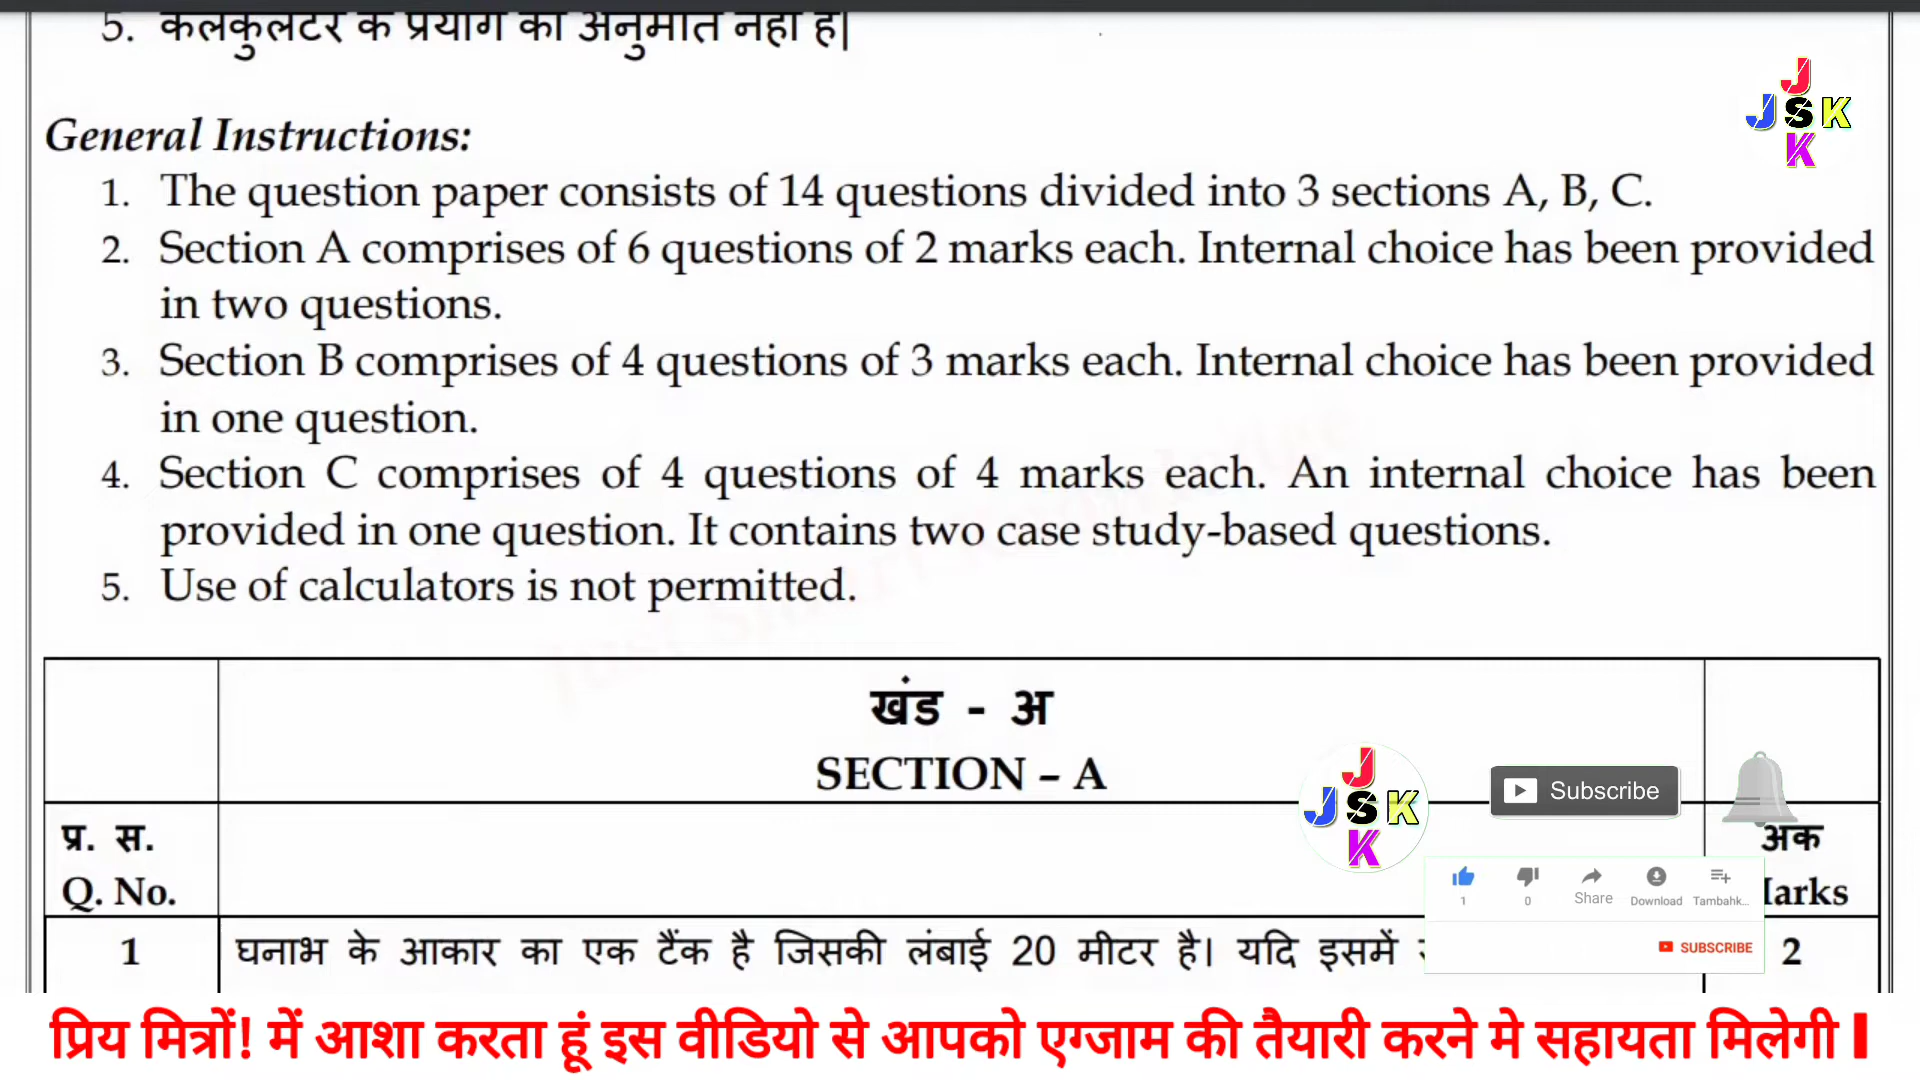 5. कैलकुलेटर के प्रयोग की अनुमति नहीं है|
General Instructions:
1. The question paper consists of 14 questions divided into 3 sections A, B, C.
2. Section A comprises of 6 questions of 2 marks each. Internal choice has been provided
in two questions.
3. Section B comprises of 4 questions of 3 marks each. Internal choice has been provided
in one question.
4. Section C comprises of 4 questions of 4 marks each. An internal choice has been
provided in one question. It contains two case study-based questions.
5. Use of calculators is not permitted.
खंड - अ
SECTION – A
प्र. स.
Q. No.
अक
Marks
1 घनाभ के आकार का एक टैंक है जिसकी लंबाई 20 मीटर है। यदि इसमें 2
J
JSK
K
J
JSK
K
Subscribe
1 0 Share Download Tambahk...
SUBSCRIBE
प्रिय मित्रों! में आशा करता हूं इस वीडियो से आपको एग्जाम की तैयारी करने मे सहायता मिलेगी I